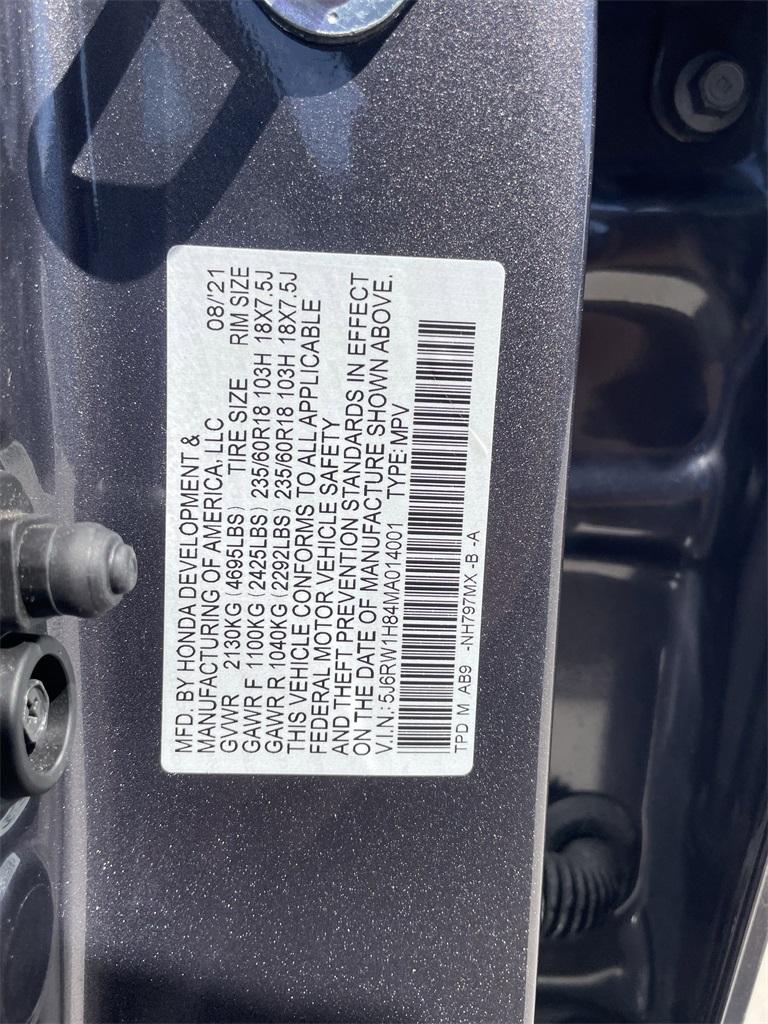 MFD. BY HONDA DEVELOPMENT &
MANUFACTURING OF AMERICA, LLC 08/'21
GVWR 2130KG (4695LBS) TIRE SIZE RIM SIZE
GAWR F 1100KG (2425LBS) 235/60R18 103H 18X7.5J
GAWR R 1040KG (2292LBS) 235/60R18 103H 18X7.5J
THIS VEHICLE CONFORMS TO ALL APPLICABLE
FEDERAL MOTOR VEHICLE SAFETY
AND THEFT PREVENTION STANDARDS IN EFFECT
ON THE DATE OF MANUFACTURE SHOWN ABOVE.
V.I.N.: 5J6RW1H84MA014001 TYPE: MPV
TPD M AB9 -NH797MX -B -A